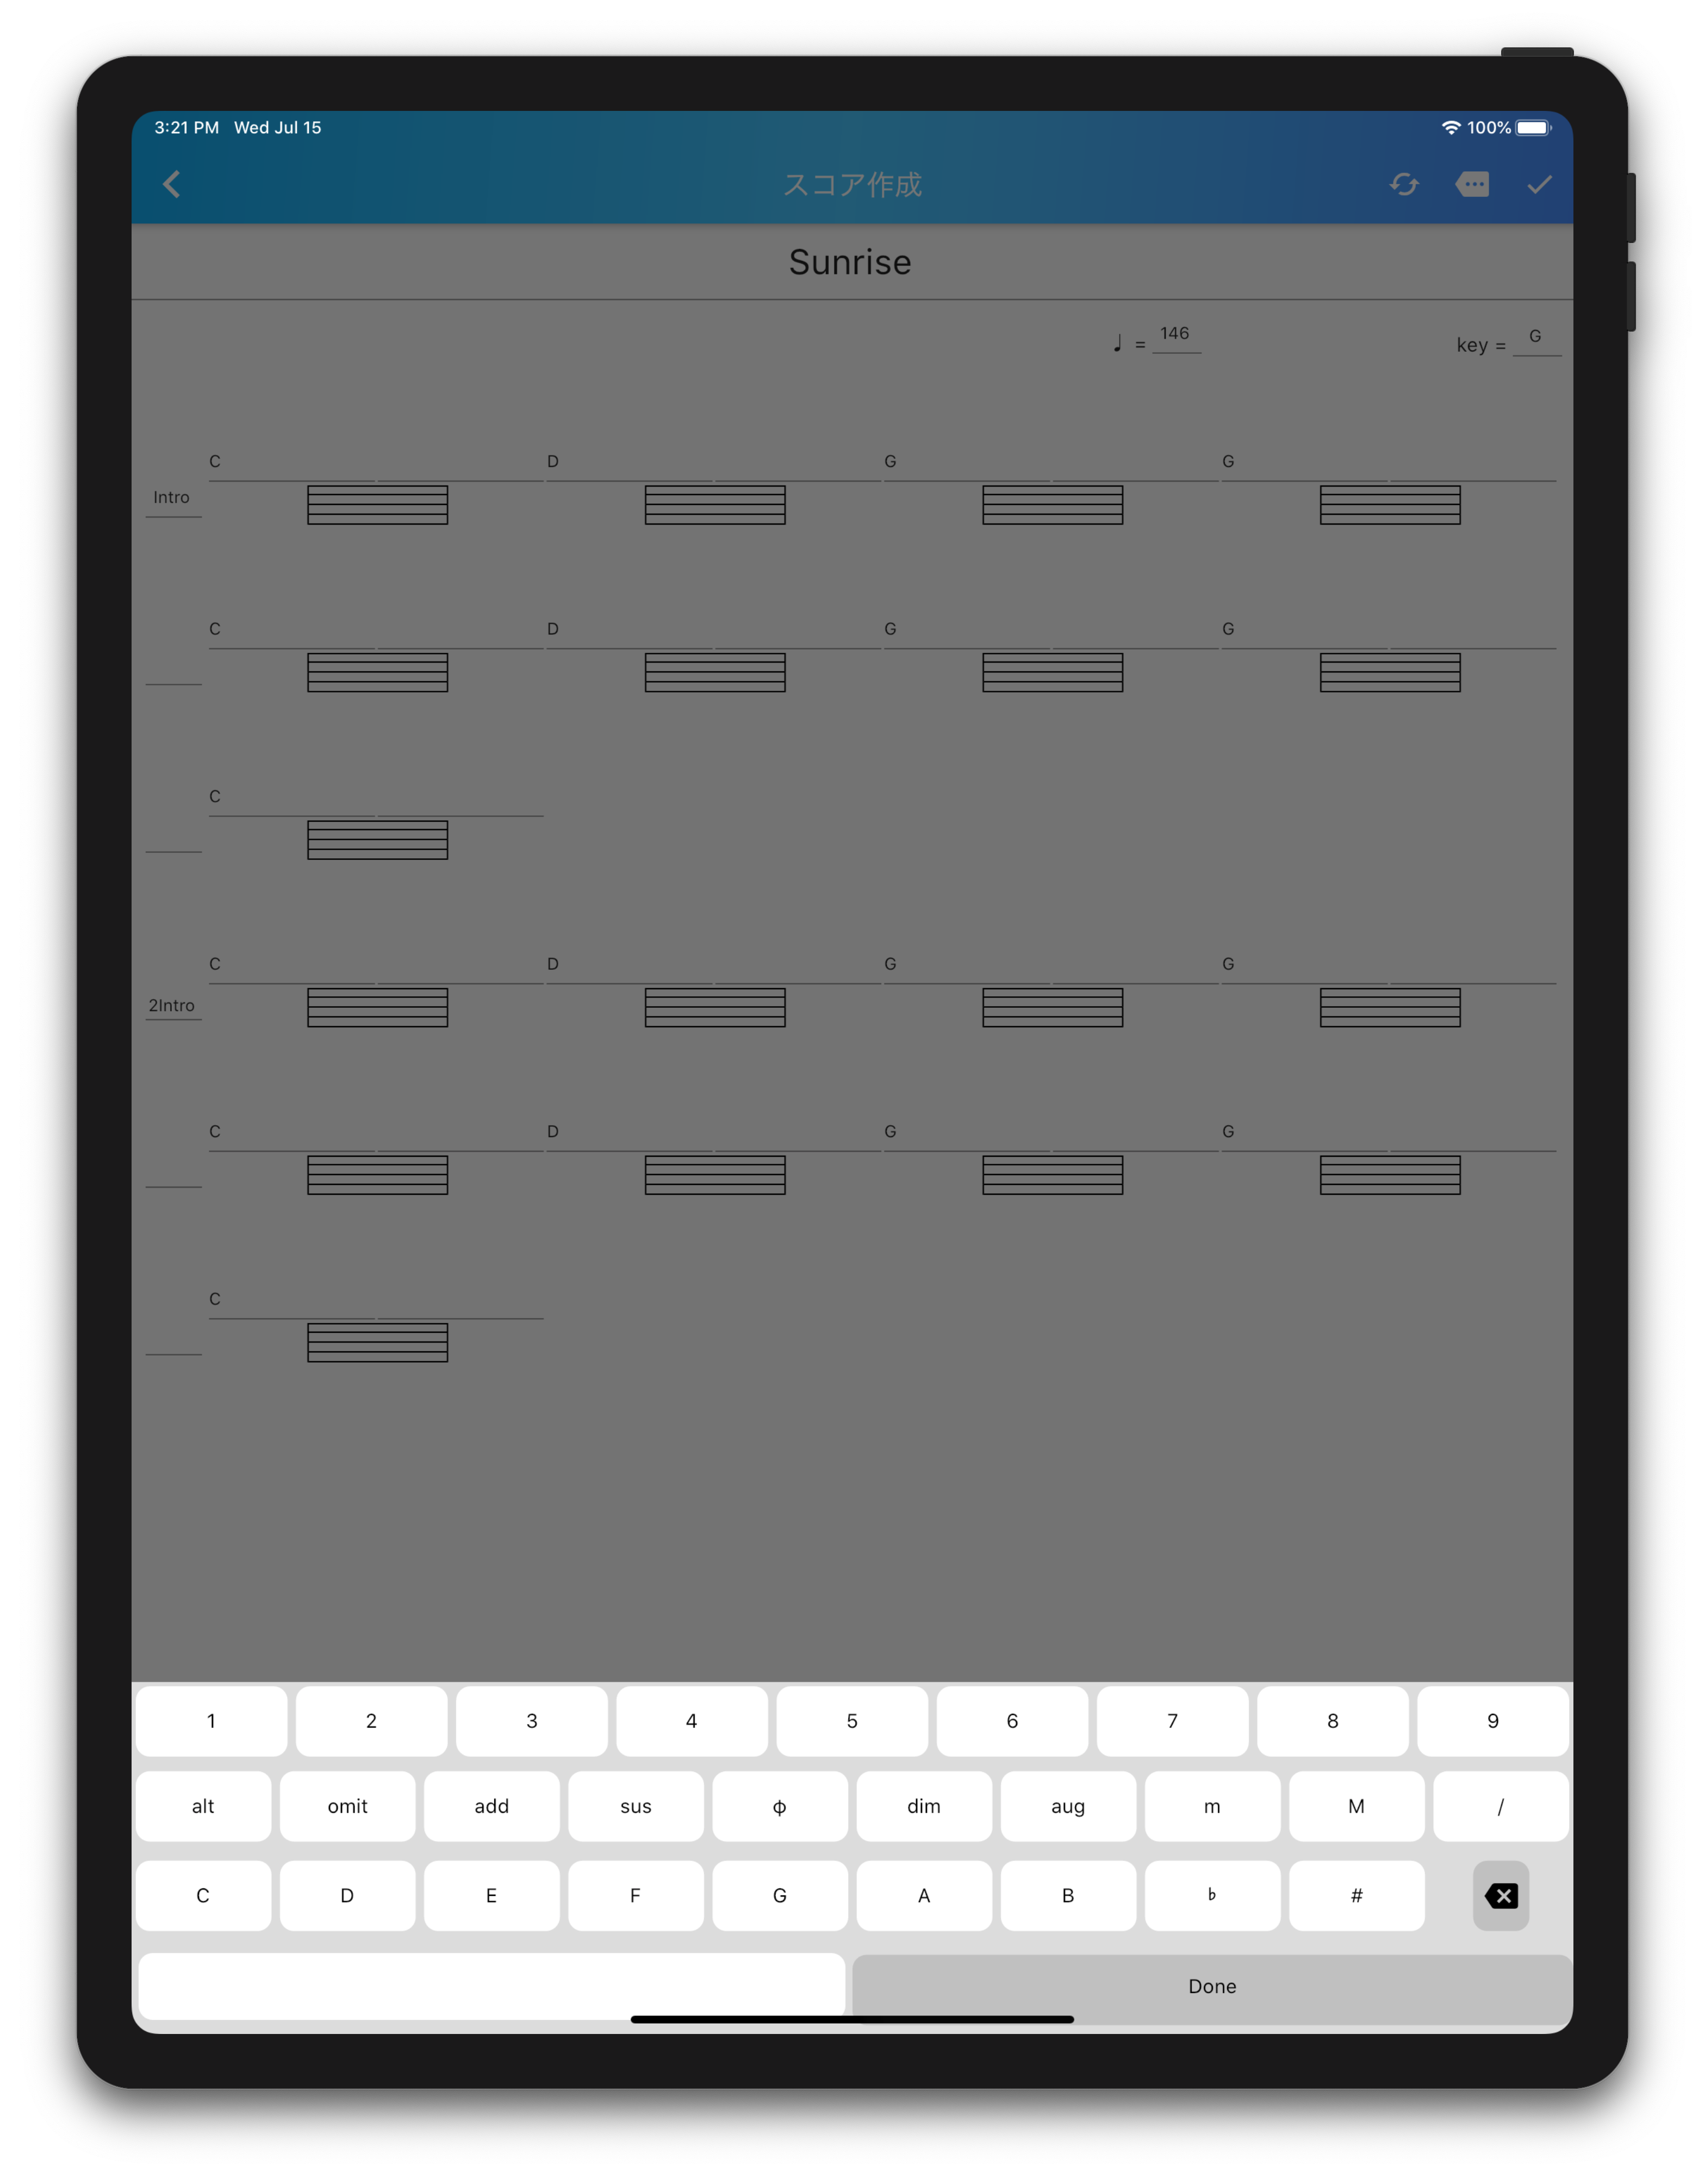 3:21 PM Wed Jul 15 100%
スコア作成
Sunrise
♩ = 146 key = G
C D G G
Intro
C D G G
C
C D G G
2Intro
C D G G
C
1 2 3 4 5 6 7 8 9
alt omit add sus φ dim aug m M /
C D E F G A B ♭ #
Done